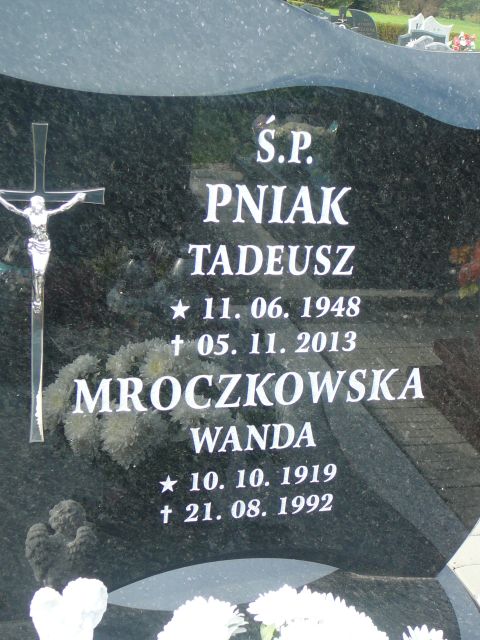 Ś.P.
PNIAK
TADEUSZ
★ 11. 06. 1948
✝ 05. 11. 2013
MROCZKOWSKA
WANDA
★ 10. 10. 1919
✝ 21. 08. 1992